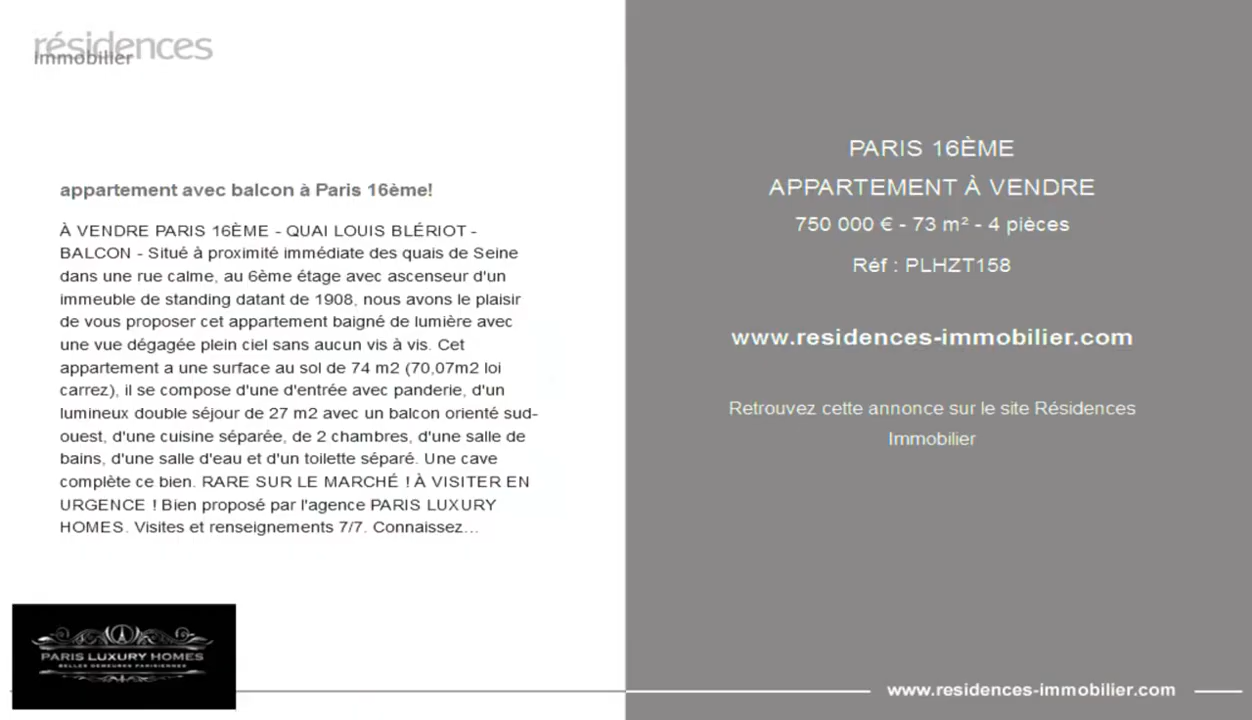 résidences
Immobilier
appartement avec balcon à Paris 16ème!
À VENDRE PARIS 16ÈME - QUAI LOUIS BLÉRIOT -
BALCON - Situé à proximité immédiate des quais de Seine
dans une rue calme, au 6ème étage avec ascenseur d'un
immeuble de standing datant de 1908, nous avons le plaisir
de vous proposer cet appartement baigné de lumière avec
une vue dégagée plein ciel sans aucun vis à vis. Cet
appartement a une surface au sol de 74 m2 (70,07m2 loi
carrez), il se compose d'une d'entrée avec panderie, d'un
lumineux double séjour de 27 m2 avec un balcon orienté sud-
ouest, d'une cuisine séparée, de 2 chambres, d'une salle de
bains, d'une salle d'eau et d'un toilette séparé. Une cave
complète ce bien. RARE SUR LE MARCHÉ ! À VISITER EN
URGENCE ! Bien proposé par l'agence PARIS LUXURY
HOMES. Visites et renseignements 7/7. Connaissez...
PARIS LUXURY HOMES
BELLES DEMEURES PARISIENNES
PARIS 16ÈME
APPARTEMENT À VENDRE
750 000 € - 73 m² - 4 pièces
Réf : PLHZT158
www.residences-immobilier.com
Retrouvez cette annonce sur le site Résidences
Immobilier
www.residences-immobilier.com